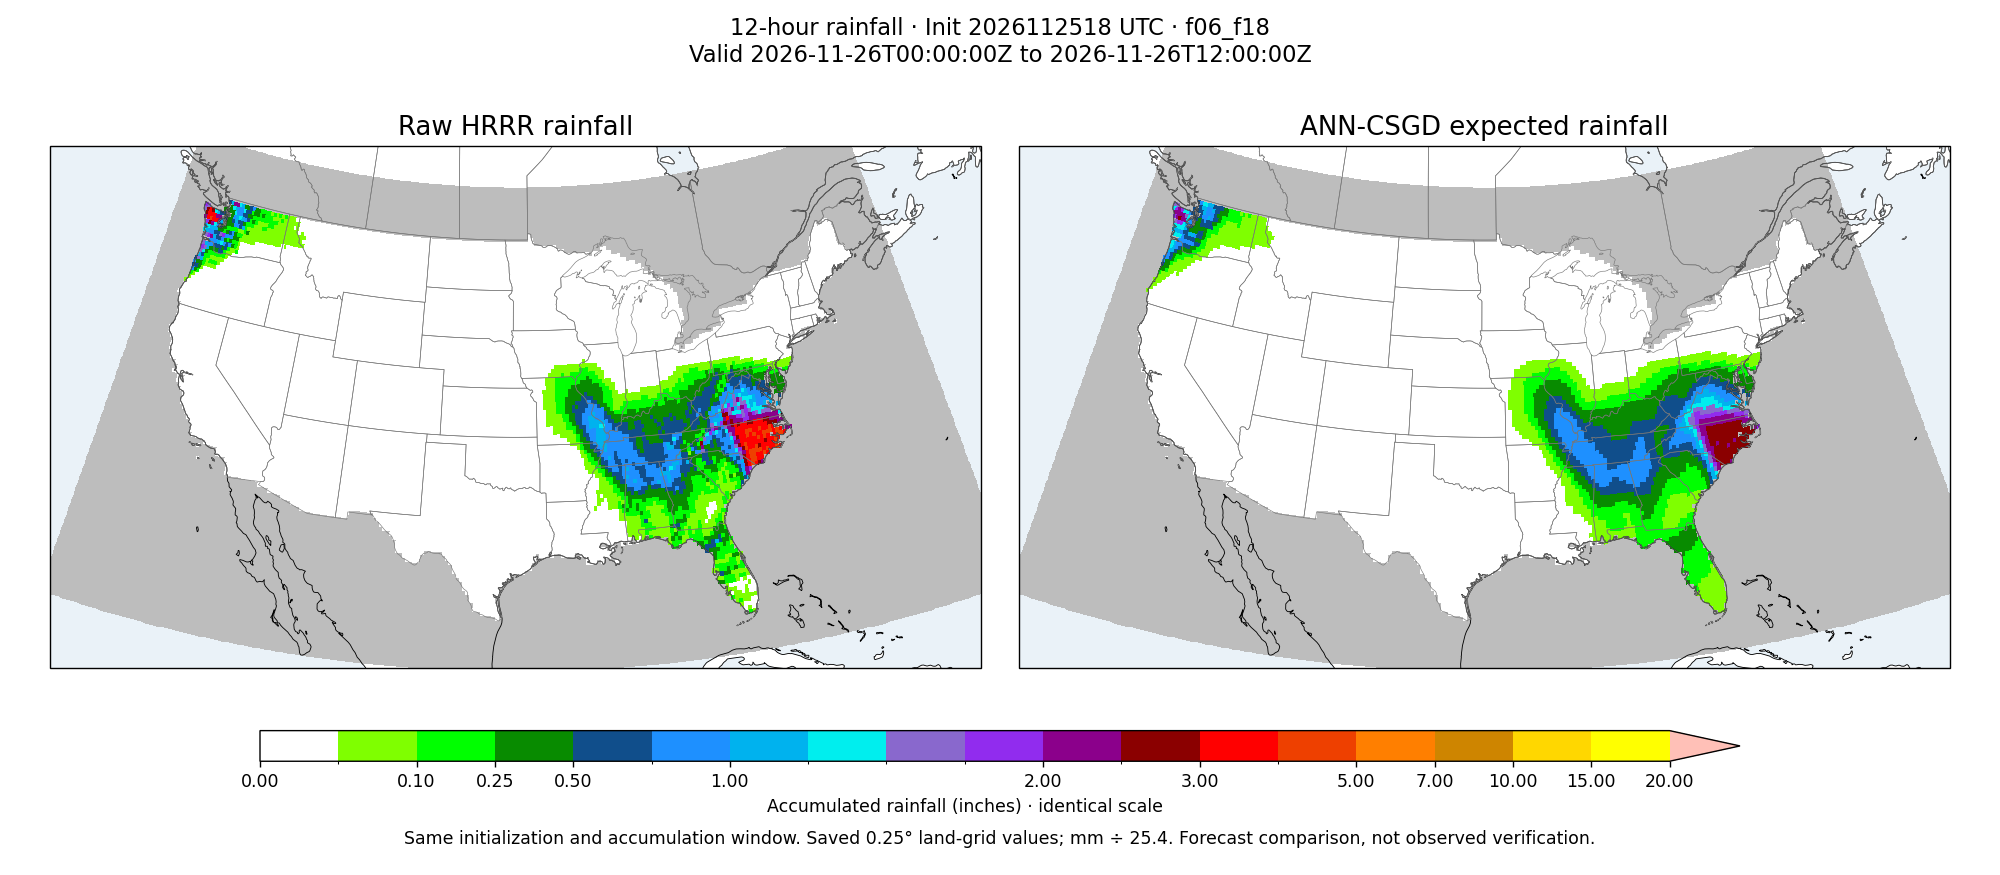 12-hour rainfall · Init 2026112518 UTC · f06_f18
Valid 2026-11-26T00:00:00Z to 2026-11-26T12:00:00Z
Raw HRRR rainfall
ANN-CSGD expected rainfall
0.00 0.10 0.25 0.50 1.00 2.00 3.00 5.00 7.00 10.00 15.00 20.00
Accumulated rainfall (inches) · identical scale
Same initialization and accumulation window. Saved 0.25° land-grid values; mm ÷ 25.4. Forecast comparison, not observed verification.